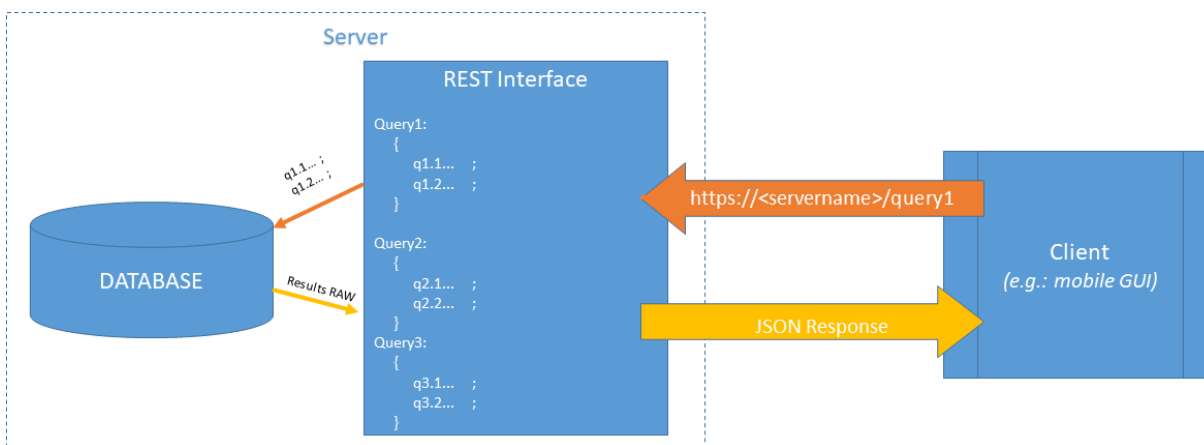 Server
REST Interface
Query1:
{
q1.1... ;
q1.2... ;
}
Query2:
{
q2.1... ;
q2.2... ;
}
Query3:
{
q3.1... ;
q3.2... ;
}
q1.1... ;
q1.2... ;
DATABASE
Results RAW
https://<servername>/query1
JSON Response
Client
(e.g.: mobile GUI)